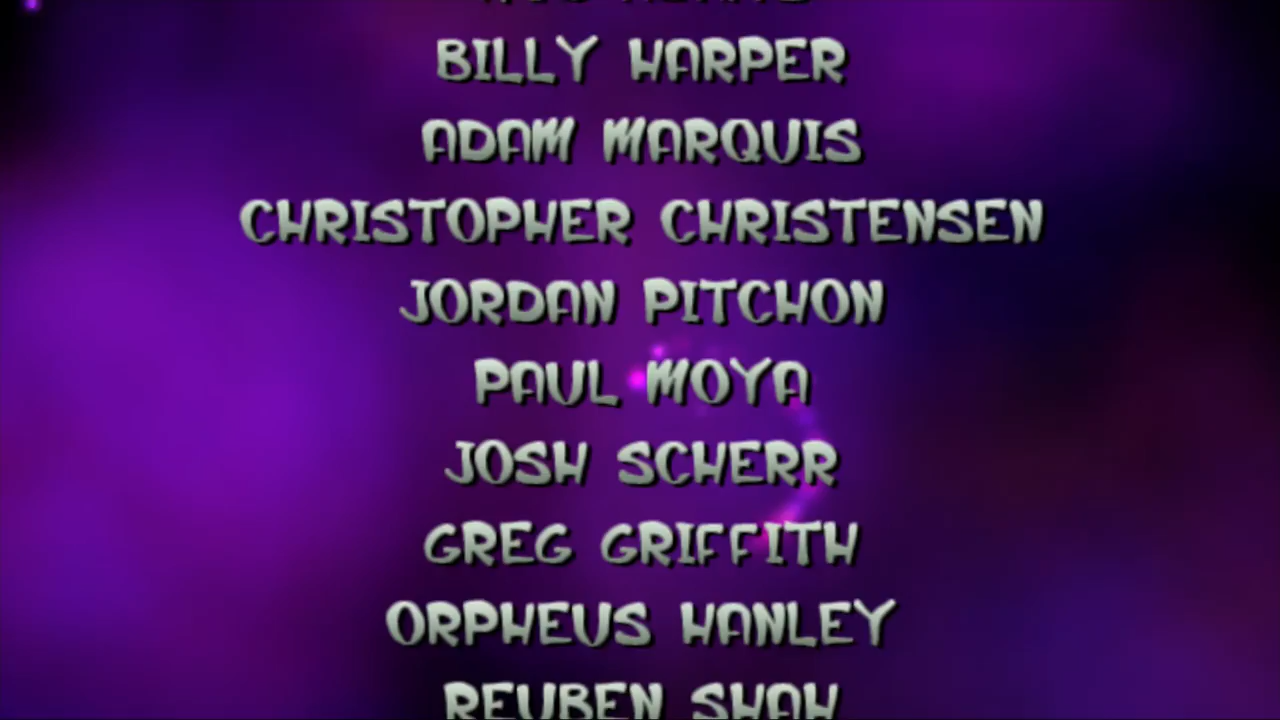 BILLY HARPER
ADAM MARQUIS
CHRISTOPHER CHRISTENSEN
JORDAN PITCHON
PAUL MOYA
JOSH SCHERR
GREG GRIFFITH
ORPHEUS HANLEY
REUBEN SHAH